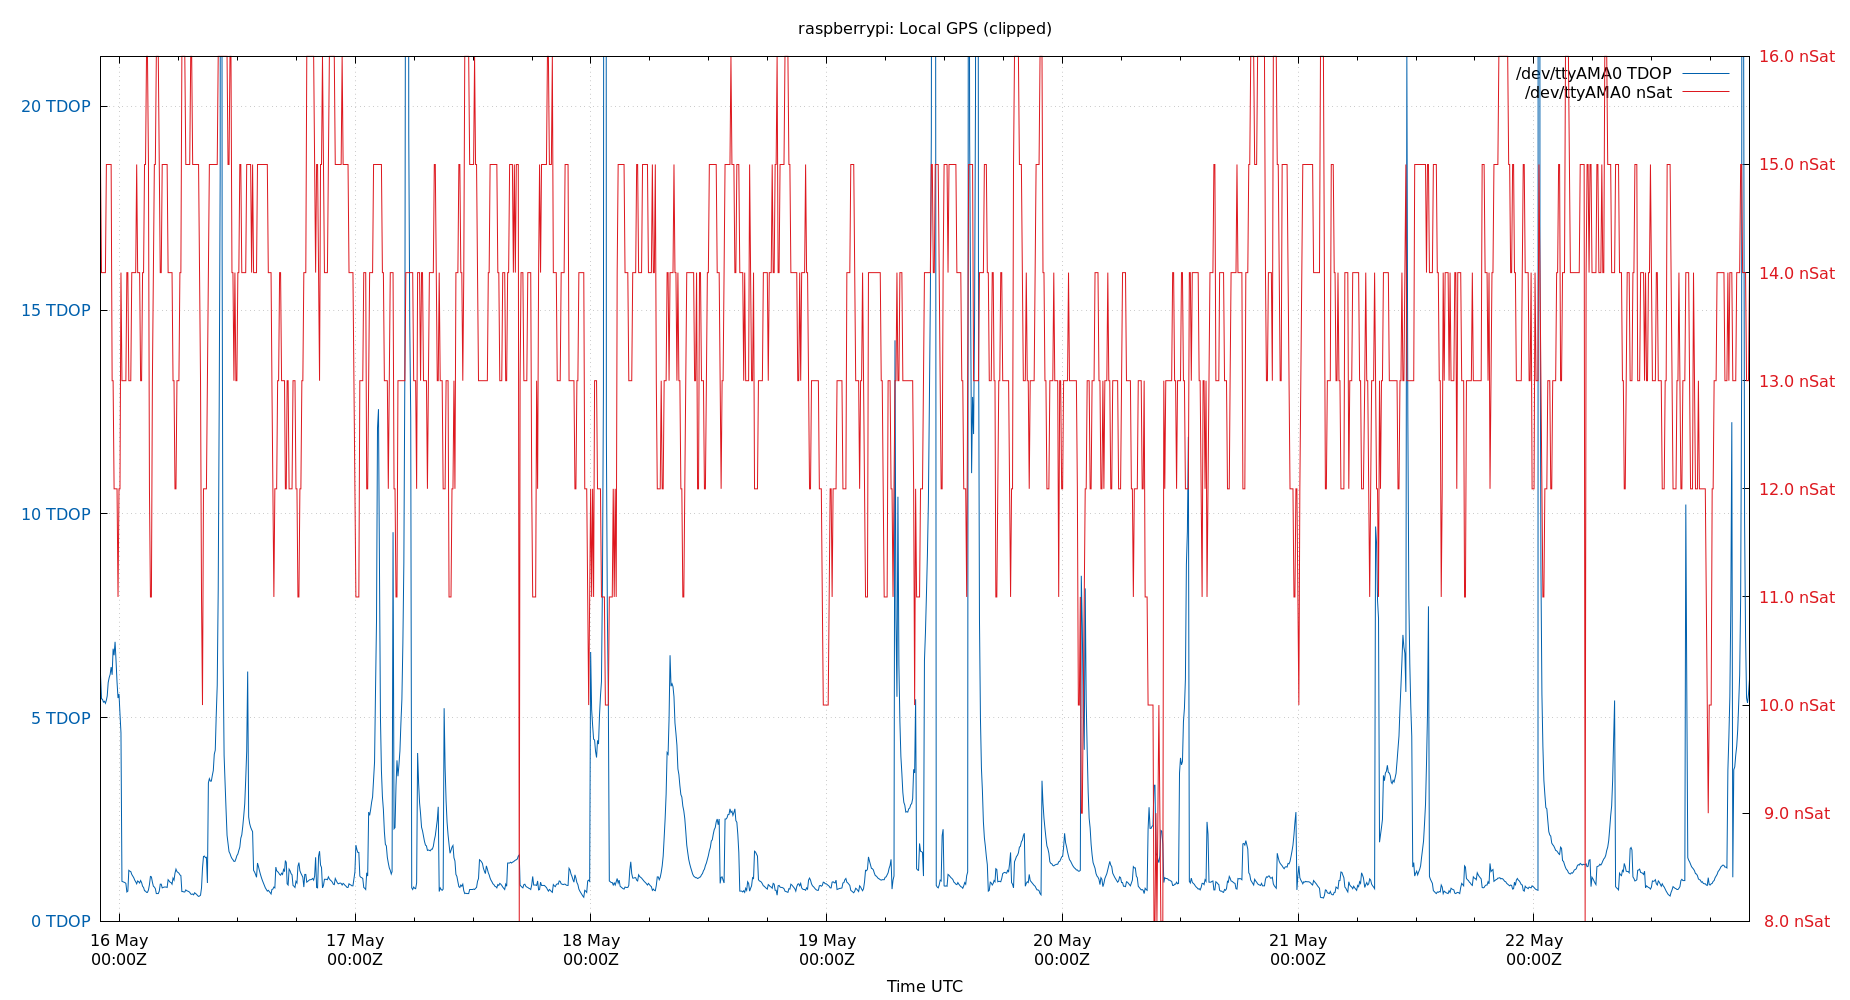 raspberrypi: Local GPS (clipped)
/dev/ttyAMA0 TDOP
/dev/ttyAMA0 nSat
20 TDOP
15 TDOP
10 TDOP
5 TDOP
0 TDOP
16.0 nSat
15.0 nSat
14.0 nSat
13.0 nSat
12.0 nSat
11.0 nSat
10.0 nSat
9.0 nSat
8.0 nSat
16 May
00:00Z
17 May
00:00Z
18 May
00:00Z
19 May
00:00Z
20 May
00:00Z
21 May
00:00Z
22 May
00:00Z
Time UTC